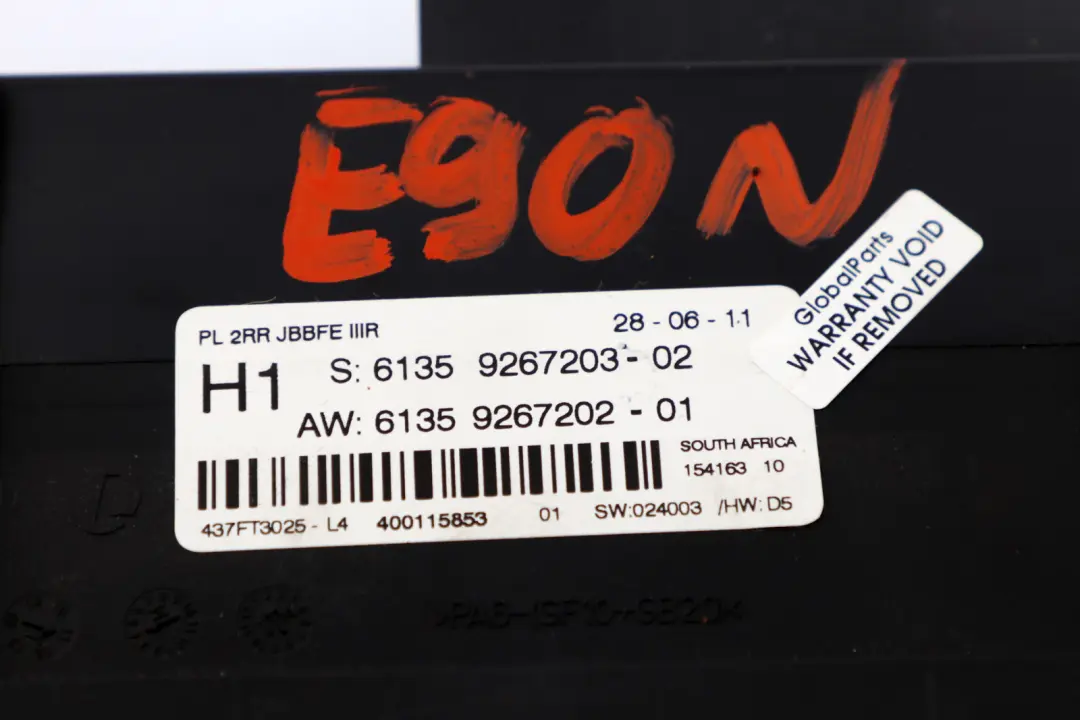 E90N
GlobalParts
WARRANTY VOID
IF REMOVED
PL 2RR JBBFE IIIR
28 - 06 - 11
H1
S: 6135 9267203 - 02
AW: 6135 9267202 - 01
SOUTH AFRICA
154163 10
437FT3025 - L4 400115853 01 SW:024003 /HW: D5